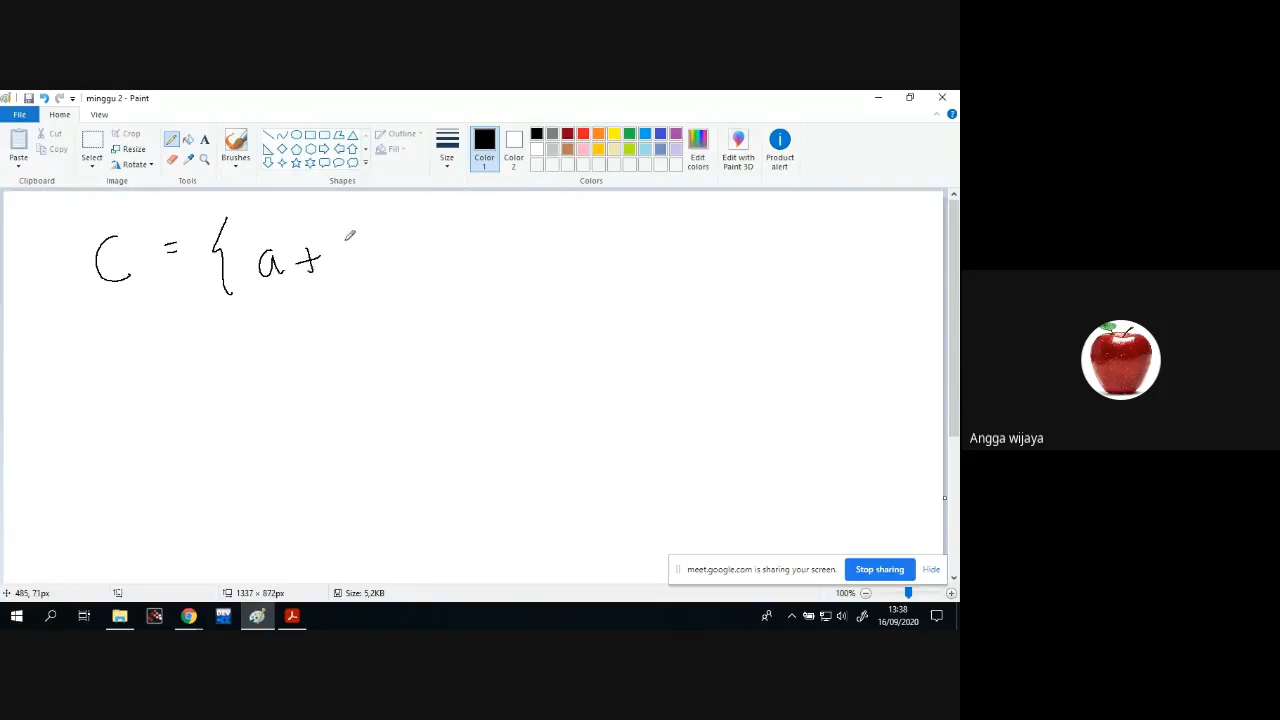 minggu 2 - Paint
File Home View
Paste Cut Copy Select Crop Resize Rotate Brushes Outline Fill Size Color 1 Color 2 Edit colors Edit with Paint 3D Product alert
Clipboard Image Tools Shapes Colors
C = { a +
Angga wijaya
meet.google.com is sharing your screen. Stop sharing Hide
485, 71px 1337 × 872px Size: 5,2KB 100%
DEV
13:38
16/09/2020